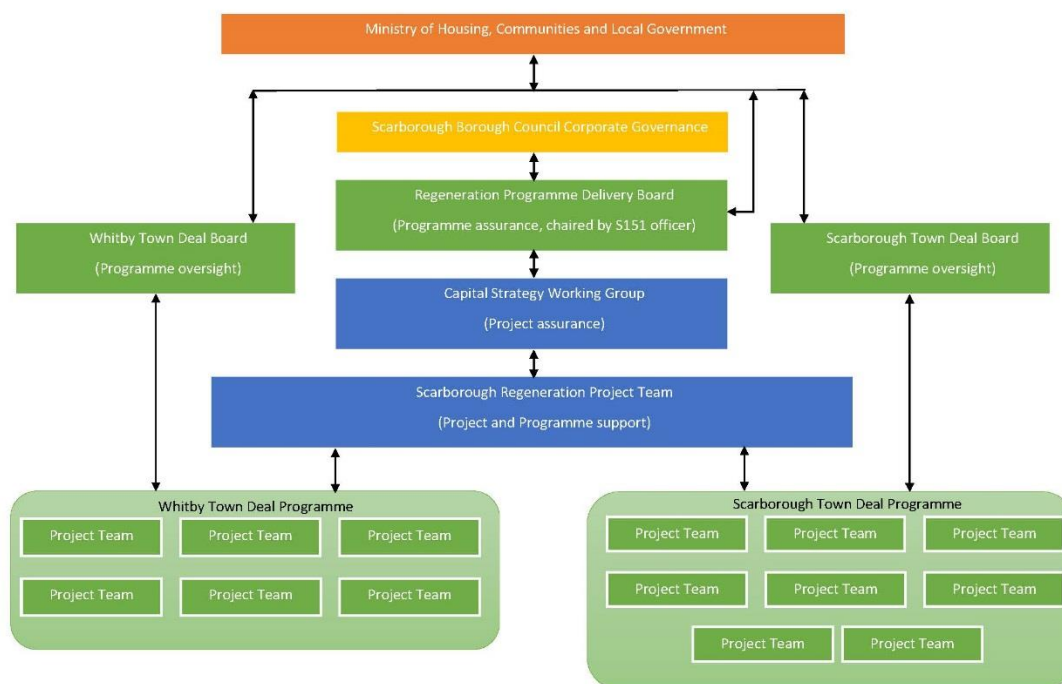 Ministry of Housing, Communities and Local Government
Scarborough Borough Council Corporate Governance
Regeneration Programme Delivery Board
(Programme assurance, chaired by S151 officer)
Whitby Town Deal Board
(Programme oversight)
Scarborough Town Deal Board
(Programme oversight)
Capital Strategy Working Group
(Project assurance)
Scarborough Regeneration Project Team
(Project and Programme support)
Whitby Town Deal Programme
Project Team
Project Team
Project Team
Project Team
Project Team
Project Team
Scarborough Town Deal Programme
Project Team
Project Team
Project Team
Project Team
Project Team
Project Team
Project Team
Project Team